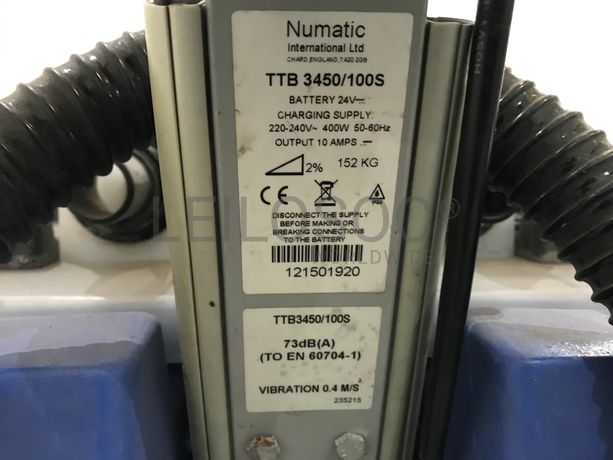 Numatic
International Ltd
CHARD, ENGLAND, TA20 2GB
TTB 3450/100S
BATTERY 24V
CHARGING SUPPLY:
220-240V~ 400W 50-60Hz
OUTPUT 10 AMPS
2% 152 KG
CE
DISCONNECT THE SUPPLY
BEFORE MAKING OR
BREAKING CONNECTIONS
TO THE BATTERY
121501920
TTB3450/100S
73dB(A)
(TO EN 60704-1)
VIBRATION 0.4 M/S²
235215